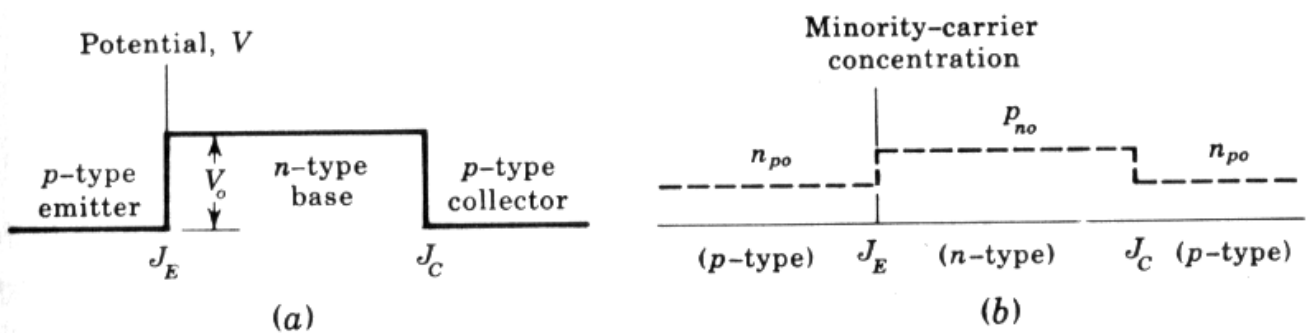 Potential, V
p-type emitter
V_o
n-type base
p-type collector
J_E
J_C
(a)
Minority-carrier
concentration
n_po
p_no
n_po
(p-type)
J_E
(n-type)
J_C
(p-type)
(b)